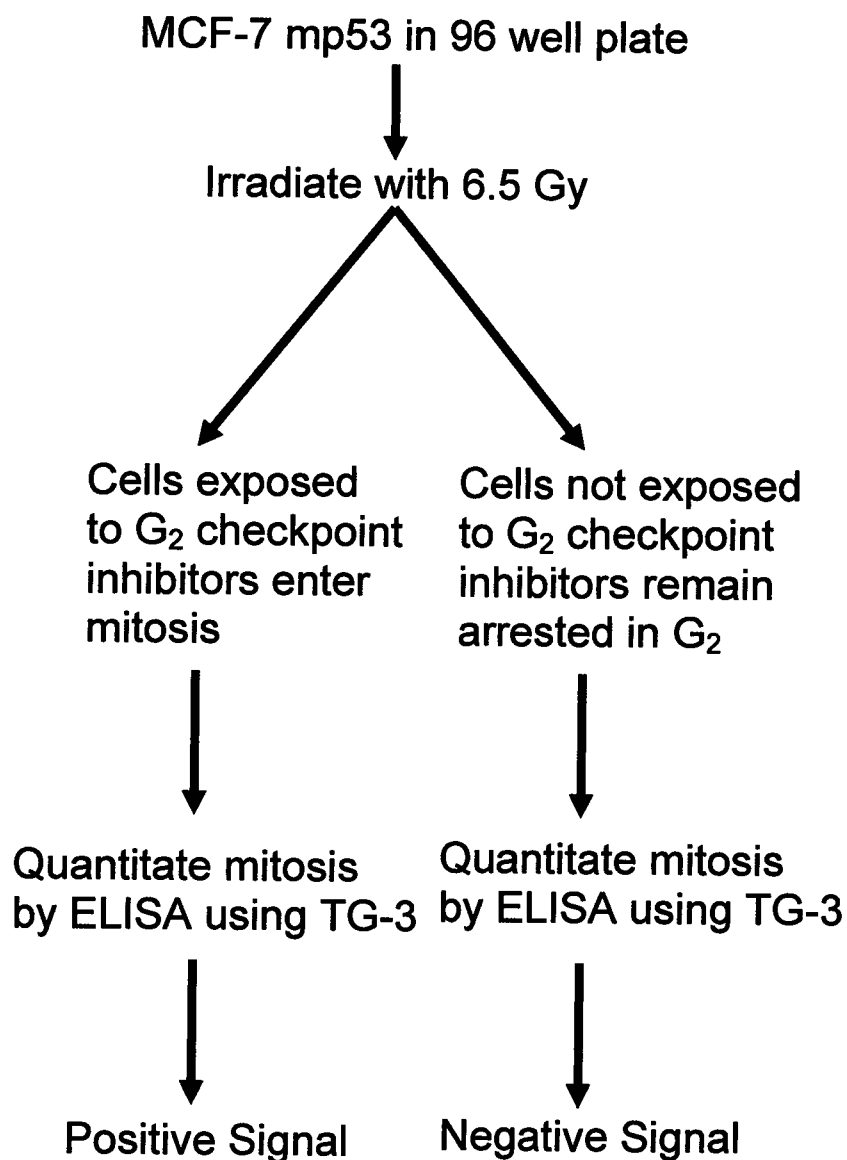 MCF-7 mp53 in 96 well plate
Irradiate with 6.5 Gy
Cells exposed
to G₂ checkpoint
inhibitors enter
mitosis
Cells not exposed
to G₂ checkpoint
inhibitors remain
arrested in G₂
Quantitate mitosis
by ELISA using TG-3
Quantitate mitosis
by ELISA using TG-3
Positive Signal
Negative Signal